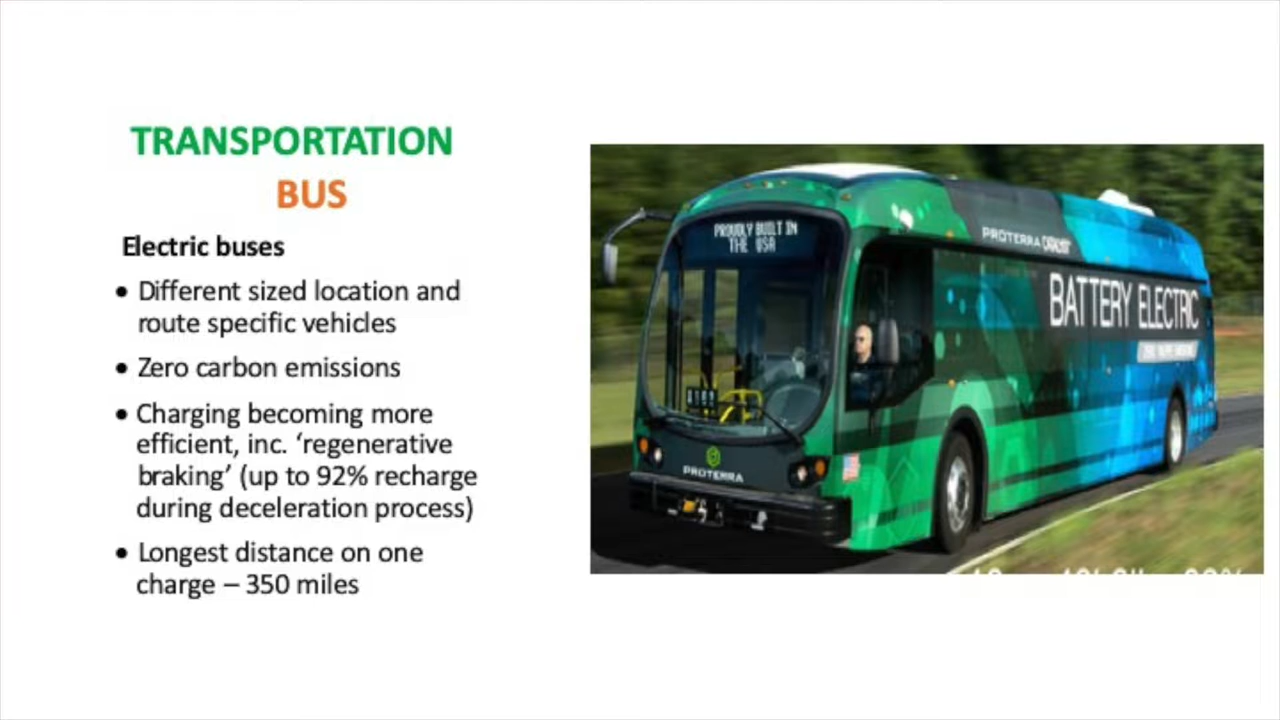 TRANSPORTATION
BUS
Electric buses
• Different sized location and
route specific vehicles
• Zero carbon emissions
• Charging becoming more
efficient, inc. ‘regenerative
braking’ (up to 92% recharge
during deceleration process)
• Longest distance on one
charge – 350 miles
PROUDLY BUILT IN
THE USA
PROTERRA CATALYST
BATTERY ELECTRIC
PROTERRA